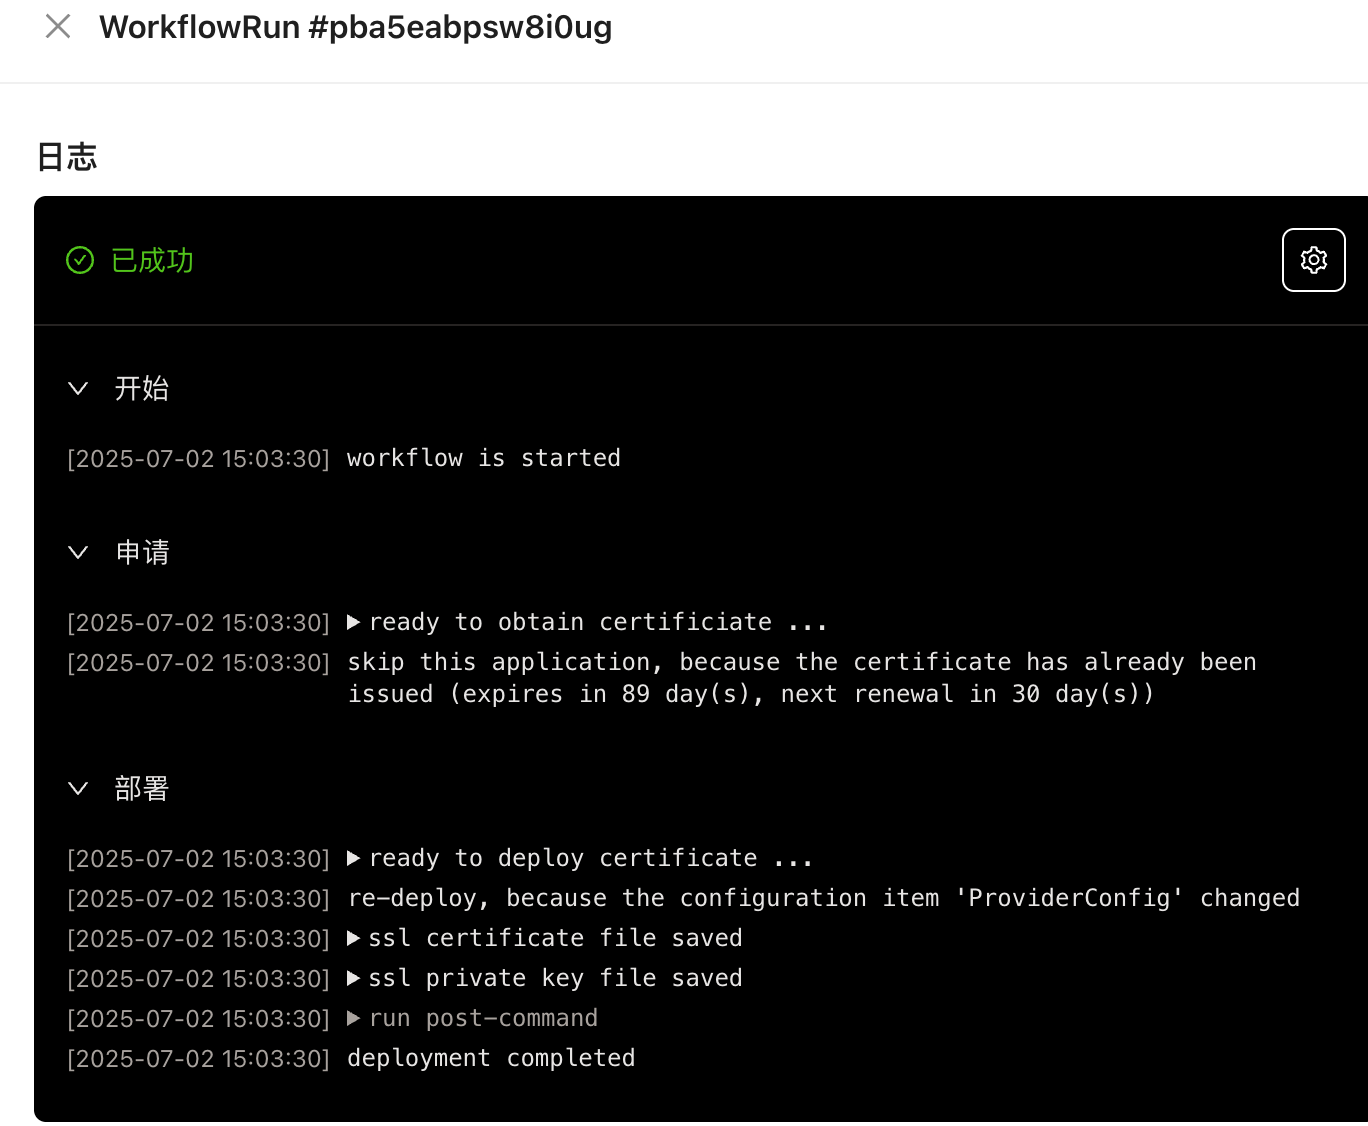 WorkflowRun #pba5eabpsw8i0ug
日志
已成功
开始
[2025-07-02 15:03:30] workflow is started
申请
[2025-07-02 15:03:30] ready to obtain certificiate ...
[2025-07-02 15:03:30] skip this application, because the certificate has already been
issued (expires in 89 day(s), next renewal in 30 day(s))
部署
[2025-07-02 15:03:30] ready to deploy certificate ...
[2025-07-02 15:03:30] re-deploy, because the configuration item 'ProviderConfig' changed
[2025-07-02 15:03:30] ssl certificate file saved
[2025-07-02 15:03:30] ssl private key file saved
[2025-07-02 15:03:30] run post-command
[2025-07-02 15:03:30] deployment completed